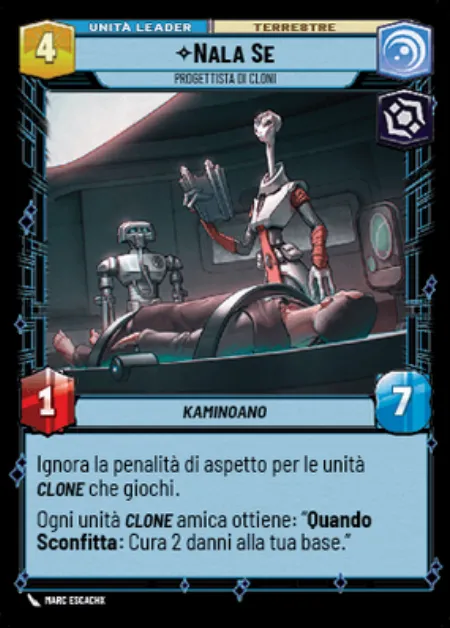 4
UNITÀ LEADER
TERRESTRE
NALA SE
PROGETTISTA DI CLONI
1
KAMINOANO
7
Ignora la penalità di aspetto per le unità
CLONE che giochi.
Ogni unità CLONE amica ottiene: “Quando
Sconfitta: Cura 2 danni alla tua base.”
MARC ESCACHX